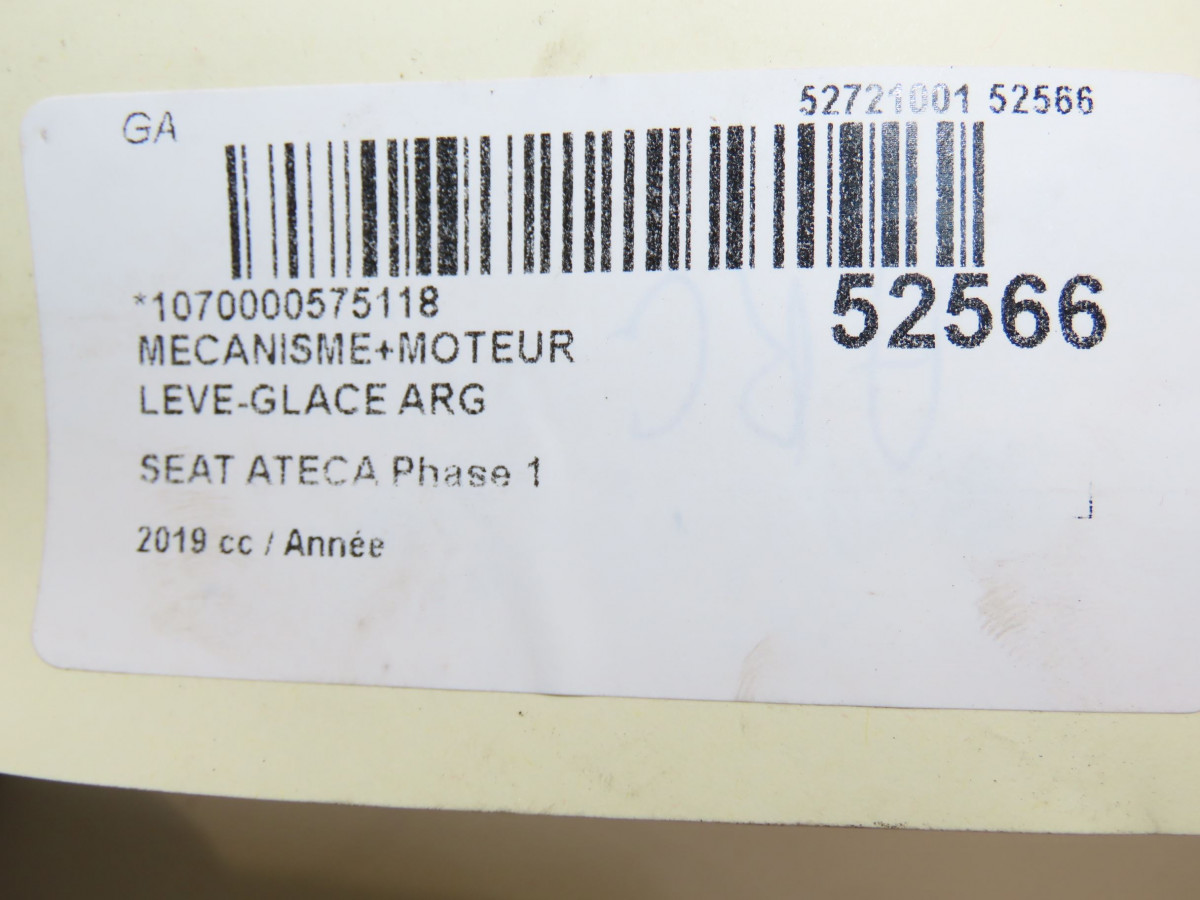 GA
52721001 52566
*1070000575118
52566
MECANISME+MOTEUR
LEVE-GLACE ARG
SEAT ATECA Phase 1
2019 cc / Année